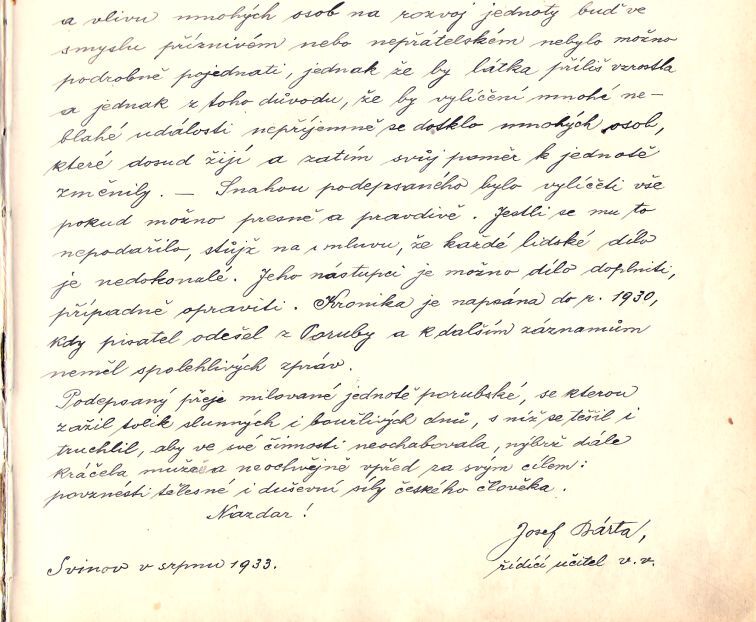 a vlivu mnohých osob na rozvoj jednoty buď ve
smyslu příznivém nebo nepřátelském nebylo možno
podrobně pojednati, jednak že by látka příliš vzrostla
a jednak z toho důvodu, že by vylíčení mnohé ne-
blahé události nepříjemně se dotklo mnohých osob,
které dosud žijí a zatím svůj poměr k jednotě
změnily. — Snahou podepsaného bylo vylíčeti vše
pokud možno presně a pravdivě. Jestli se mu to
nepodařilo, stůjž na omluvu, že každé lidské dílo
je nedokonalé. Jeho nástupci je možno dílo doplniti,
případně opraviti. Kronika je napsána do r. 1930,
kdy pisatel odešel z Poruby a k dalším záznamům
neměl spolehlivých zpráv.
Podepsaný přeje milované jednotě porubské, se kterou
zažil tolik slunných i bouřlivých dnů, s níž se těšil i
truchlil, aby ve své činnosti neochabovala, nýbrž dále
kráčela mužně a neochvějně vpřed za svým cílem:
povznésti tělesné i duševní síly českého člověka.
Nazdar!
Josef Bárta,
Svinov v srpnu 1933.
řídící učitel v. v.